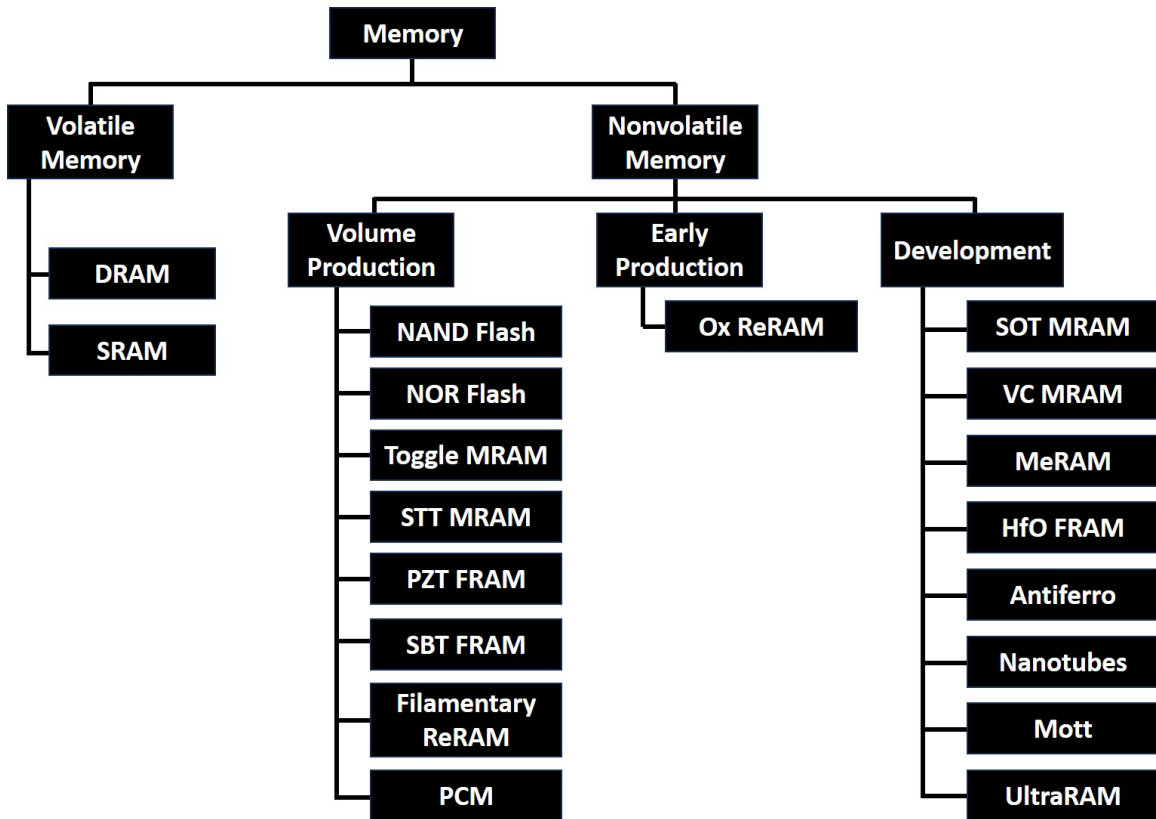 Memory
Volatile
Memory
Nonvolatile
Memory
DRAM
SRAM
Volume
Production
NAND Flash
NOR Flash
Toggle MRAM
STT MRAM
PZT FRAM
SBT FRAM
Filamentary
ReRAM
PCM
Early
Production
Ox ReRAM
Development
SOT MRAM
VC MRAM
MeRAM
HfO FRAM
Antiferro
Nanotubes
Mott
UltraRAM